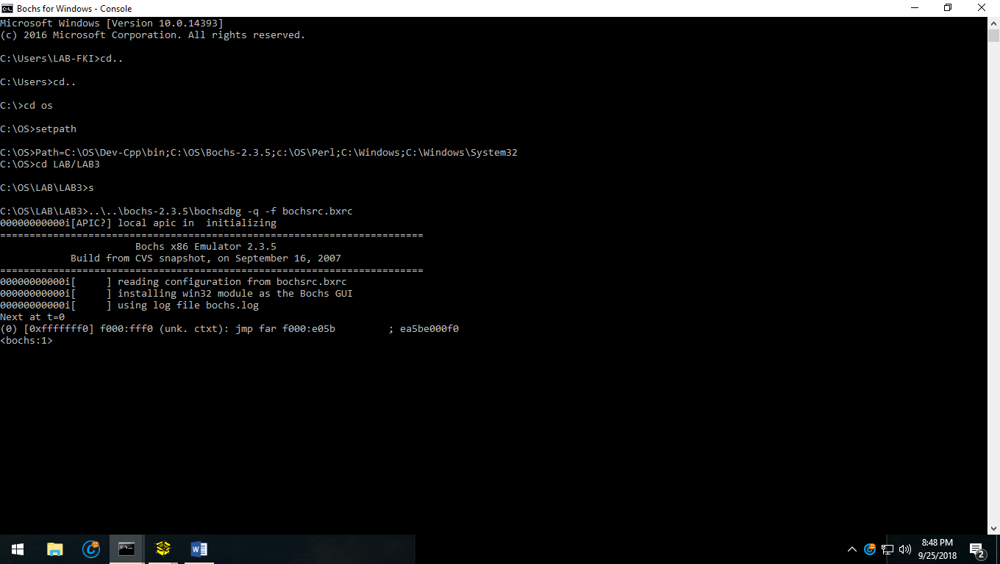 Bochs for Windows - Console
Microsoft Windows [Version 10.0.14393]
(c) 2016 Microsoft Corporation. All rights reserved.
C:\Users\LAB-FKI>cd..
C:\Users>cd..
C:\>cd os
C:\OS>setpath
C:\OS>Path=C:\OS\Dev-Cpp\bin;C:\OS\Bochs-2.3.5;c:\OS\Perl;C:\Windows;C:\Windows\System32
C:\OS>cd LAB/LAB3
C:\OS\LAB\LAB3>s
C:\OS\LAB\LAB3>..\..\bochs-2.3.5\bochsdbg -q -f bochsrc.bxrc
00000000000i[APIC?] local apic in  initializing
========================================================================
Bochs x86 Emulator 2.3.5
Build from CVS snapshot, on September 16, 2007
========================================================================
00000000000i[     ] reading configuration from bochsrc.bxrc
00000000000i[     ] installing win32 module as the Bochs GUI
00000000000i[     ] using log file bochs.log
Next at t=0
(0) [0xfffffff0] f000:fff0 (unk. ctxt): jmp far f000:e05b         ; ea5be000f0
<bochs:1>
8:48 PM
9/25/2018
2